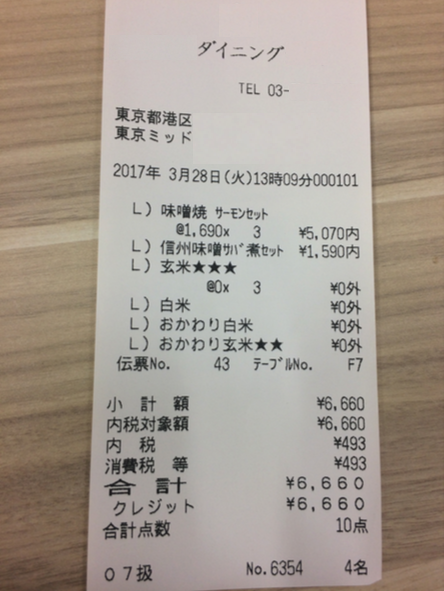 ダイニング
TEL 03-
東京都港区
東京ミッド
2017年 3月28日(火)13時09分000101
L) 味噌焼 サーモンセット
@1,690× 3 ¥5,070内
L) 信州味噌サバ煮セット ¥1,590内
L) 玄米★★★
@0× 3 ¥0外
L) 白米 ¥0外
L) おかわり白米 ¥0外
L) おかわり玄米★★ ¥0外
伝票No. 43 テーブルNo. F7
小計額 ¥6,660
内税対象額 ¥6,660
内税 ¥493
消費税等 ¥493
合計 ¥6,660
クレジット ¥6,660
合計点数 10点
07扱 No.6354 4名